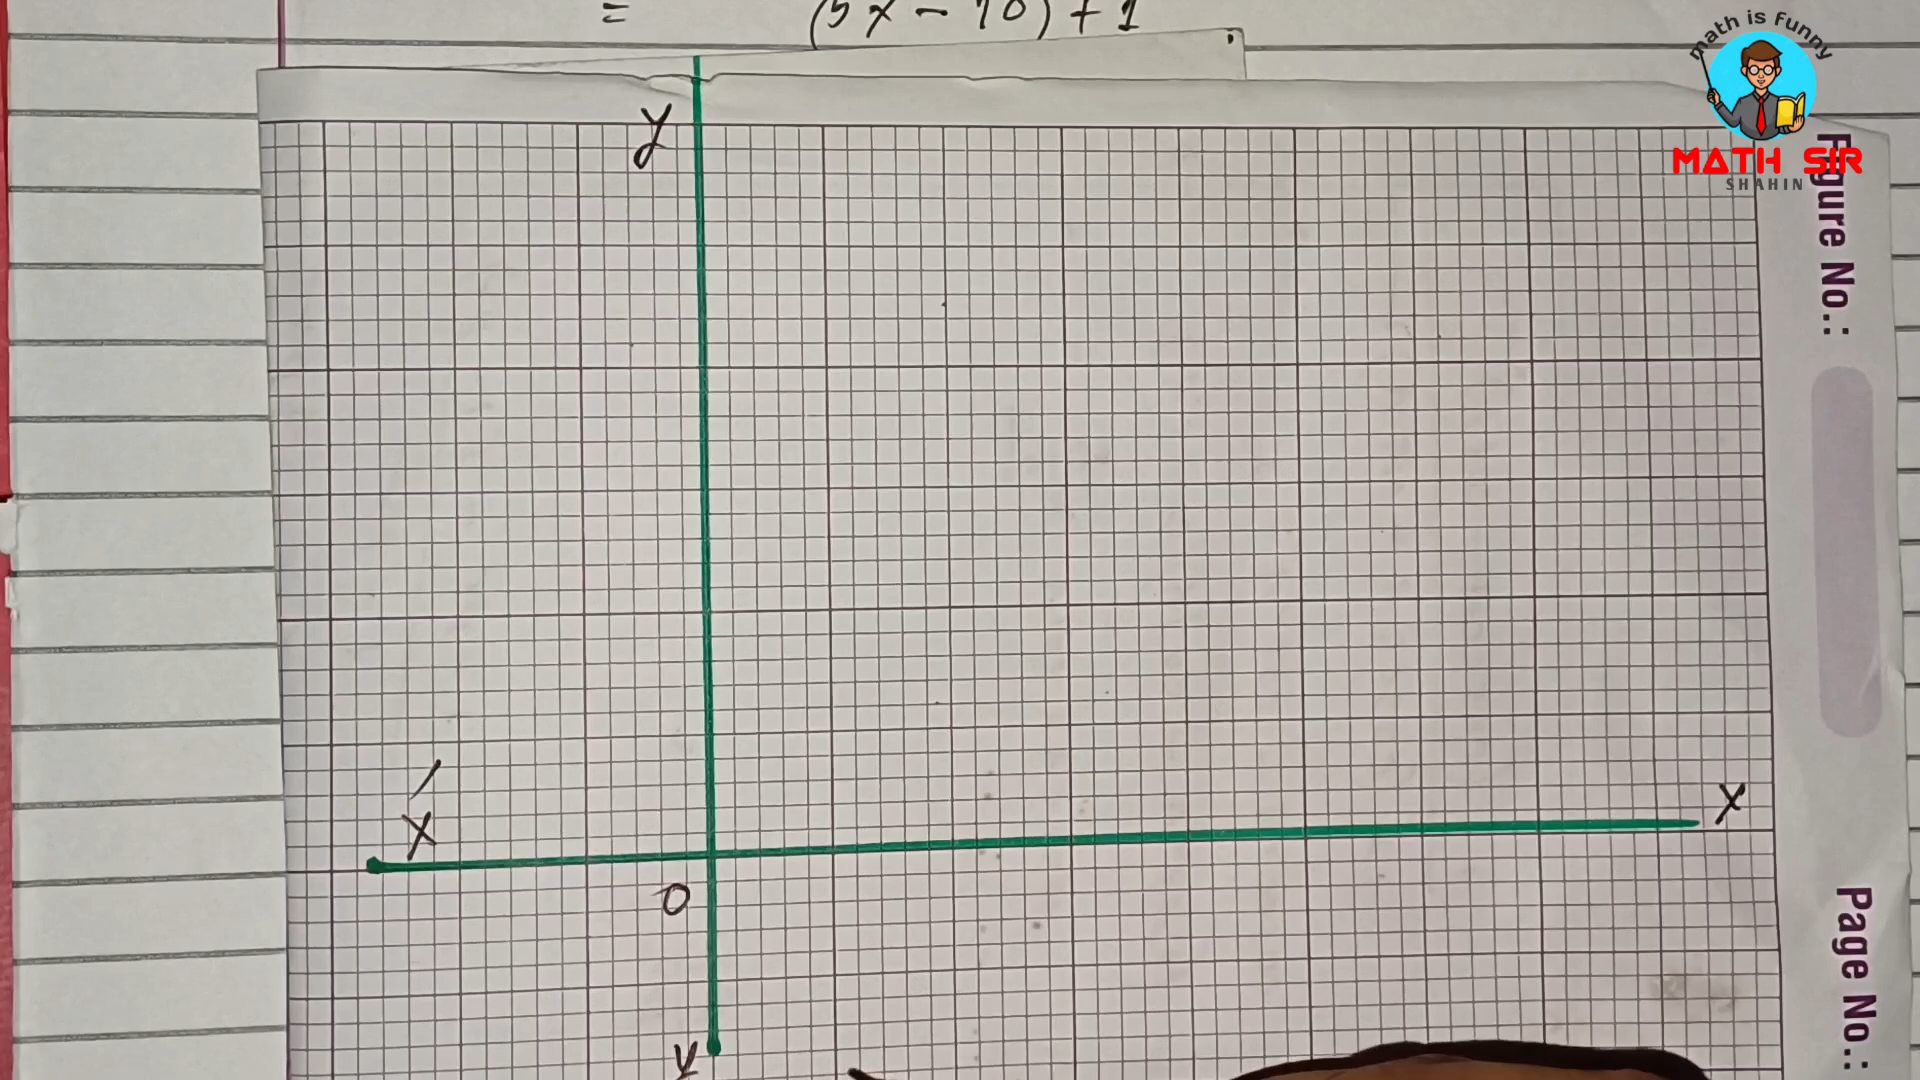 = (5x - 10) + 1
math is Funny
MATH SIR
SHAHIN
Figure No.:
y
X′
X
O
y
Page No.: